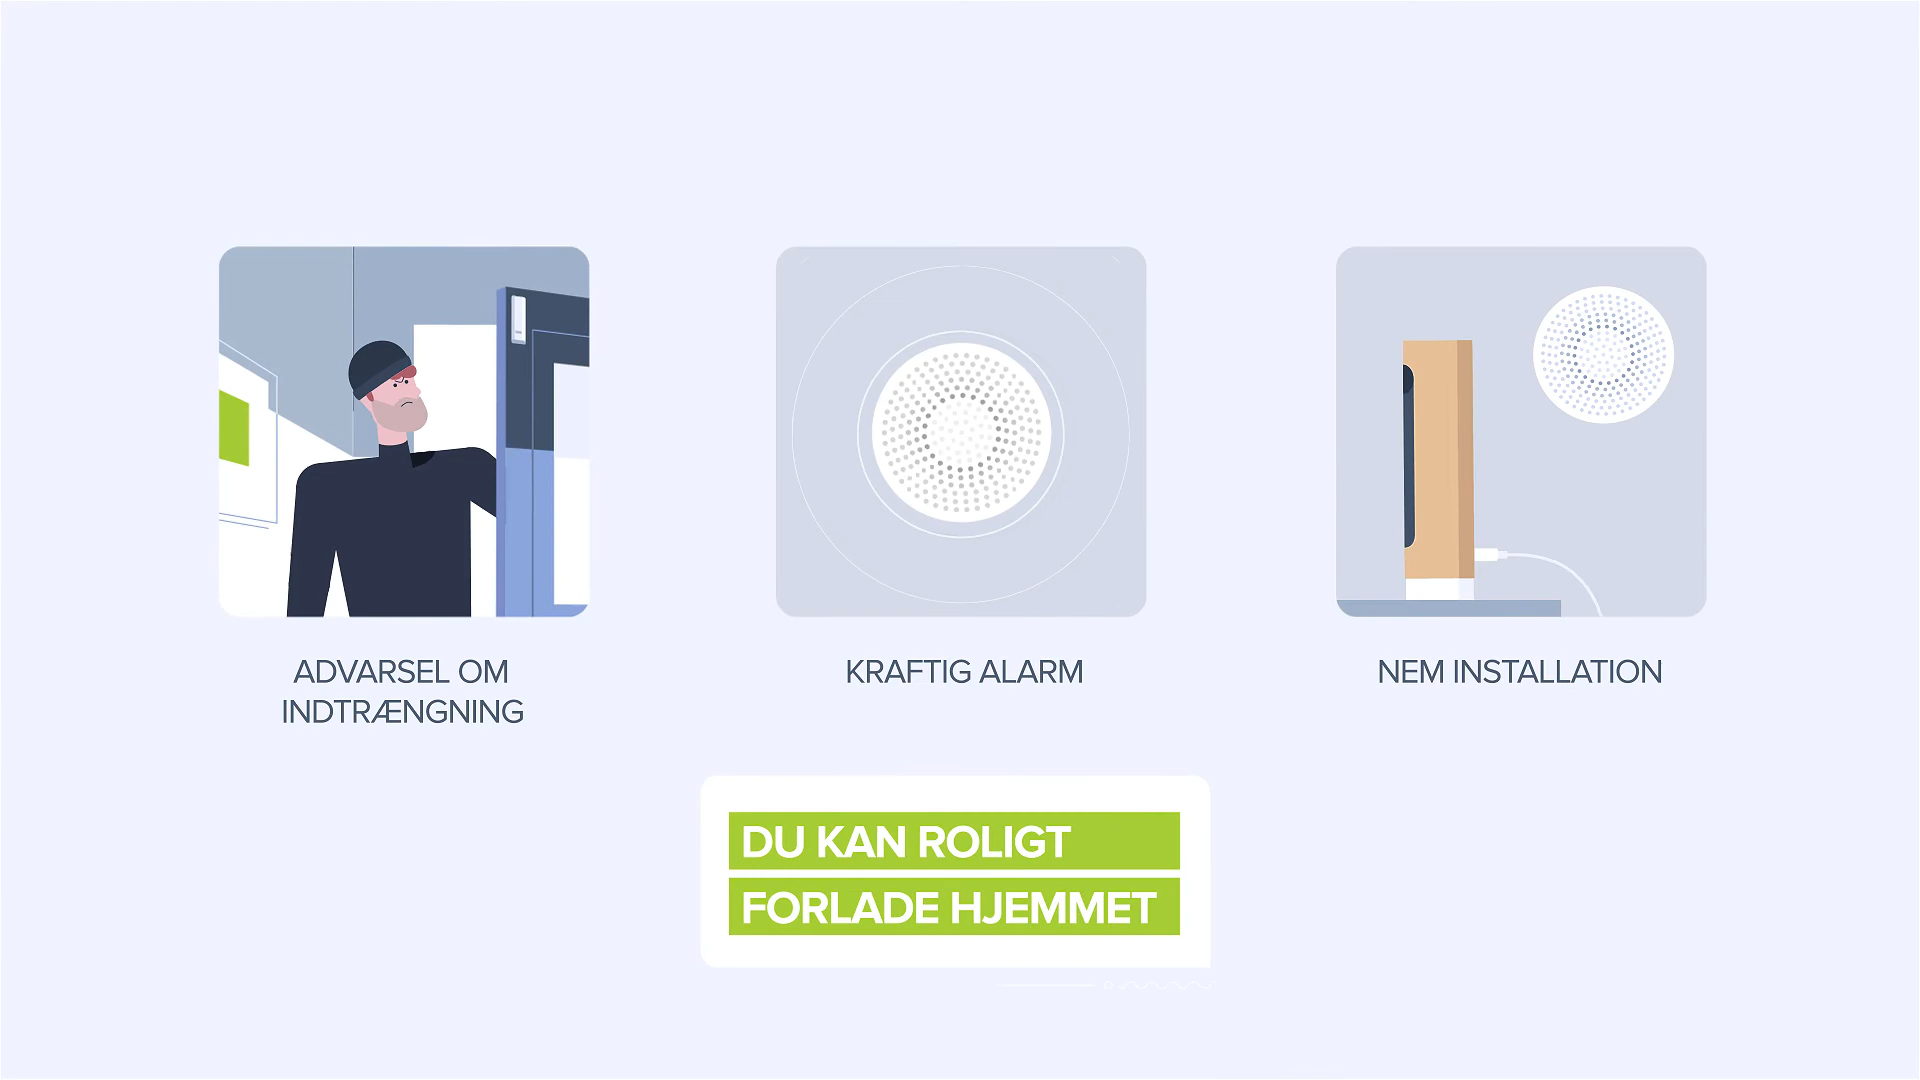 ADVARSEL OM
INDTRÆNGNING
KRAFTIG ALARM
NEM INSTALLATION
DU KAN ROLIGT
FORLADE HJEMMET